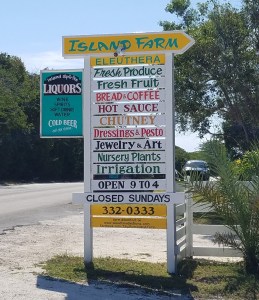 ISLAND FARM
ELEUTHERA
Fresh Produce
Fresh Fruit
BREAD & COFFEE
HOT SAUCE
CHUTNEY
Dressings & Pesto
Jewelry & Art
Nursery Plants
Irrigation
OPEN 9 TO 4
CLOSED SUNDAYS
332-0333
LIQUORS
COLD BEER